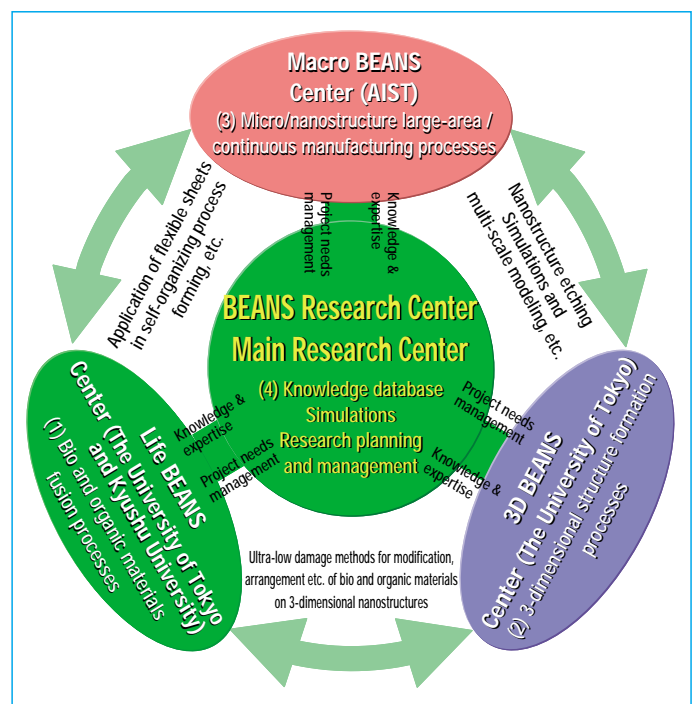 Macro BEANS
Center (AIST)
(3) Micro/nanostructure large-area /
continuous manufacturing processes
Application of flexible sheets
in self-organizing process
forming, etc.
Project needs
management
Knowledge &
expertise
Nanostructure etching
Simulations and
multi-scale modeling, etc.
BEANS Research Center
Main Research Center
(4) Knowledge database
Simulations
Research planning
and management
Life BEANS
Center (The University of Tokyo
and Kyushu University)
(1) Bio and organic materials
fusion processes
Knowledge &
expertise
Project needs
management
Project needs
management
Knowledge &
expertise
3D BEANS
Center (The University of Tokyo)
(2) 3-dimensional structure formation
processes
Ultra-low damage methods for modification,
arrangement etc. of bio and organic materials
on 3-dimensional nanostructures